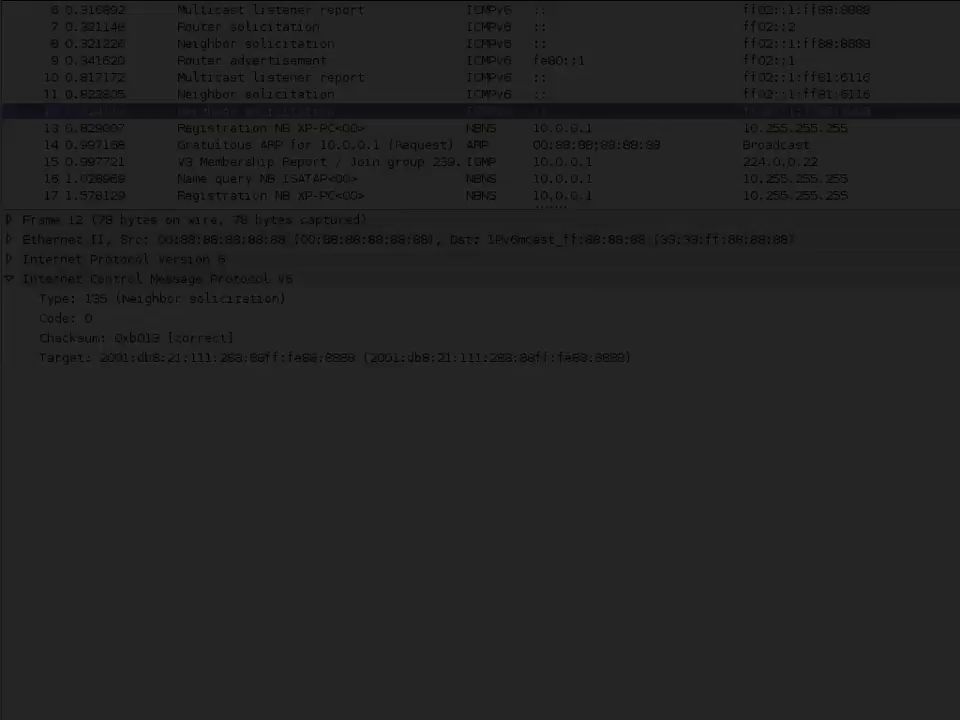 6 0.316892 Multicast listener report ICMPv6 :: ff02::1:ff88:8888
7 0.321148 Router solicitation ICMPv6 :: ff02::2
8 0.321226 Neighbor solicitation ICMPv6 :: ff02::1:ff88:8888
9 0.341620 Router advertisement ICMPv6 fe80::1 ff02::1
10 0.817172 Multicast listener report ICMPv6 :: ff02::1:ff81:6116
11 0.823805 Neighbor solicitation ICMPv6 :: ff02::1:ff81:6116
13 0.829007 Registration NB XP-PC<00> NBNS 10.0.0.1 10.255.255.255
14 0.997168 Gratuitous ARP for 10.0.0.1 (Request) ARP 00:88:88:88:88:88 Broadcast
15 0.997721 V3 Membership Report / Join group 239. IGMP 10.0.0.1 224.0.0.22
16 1.028969 Name query NB ISATAP<00> NBNS 10.0.0.1 10.255.255.255
17 1.578129 Registration NB XP-PC<00> NBNS 10.0.0.1 10.255.255.255
Frame 12 (78 bytes on wire, 78 bytes captured)
Ethernet II, Src: 00:88:88:88:88:88 (00:88:88:88:88:88), Dst: IPv6mcast_ff:88:88:88 (33:33:ff:88:88:88)
Internet Protocol Version 6
Internet Control Message Protocol v6
Type: 135 (Neighbor solicitation)
Code: 0
Checksum: 0xb013 [correct]
Target: 2001:db8:21:111:288:88ff:fe88:8888 (2001:db8:21:111:288:88ff:fe88:8888)